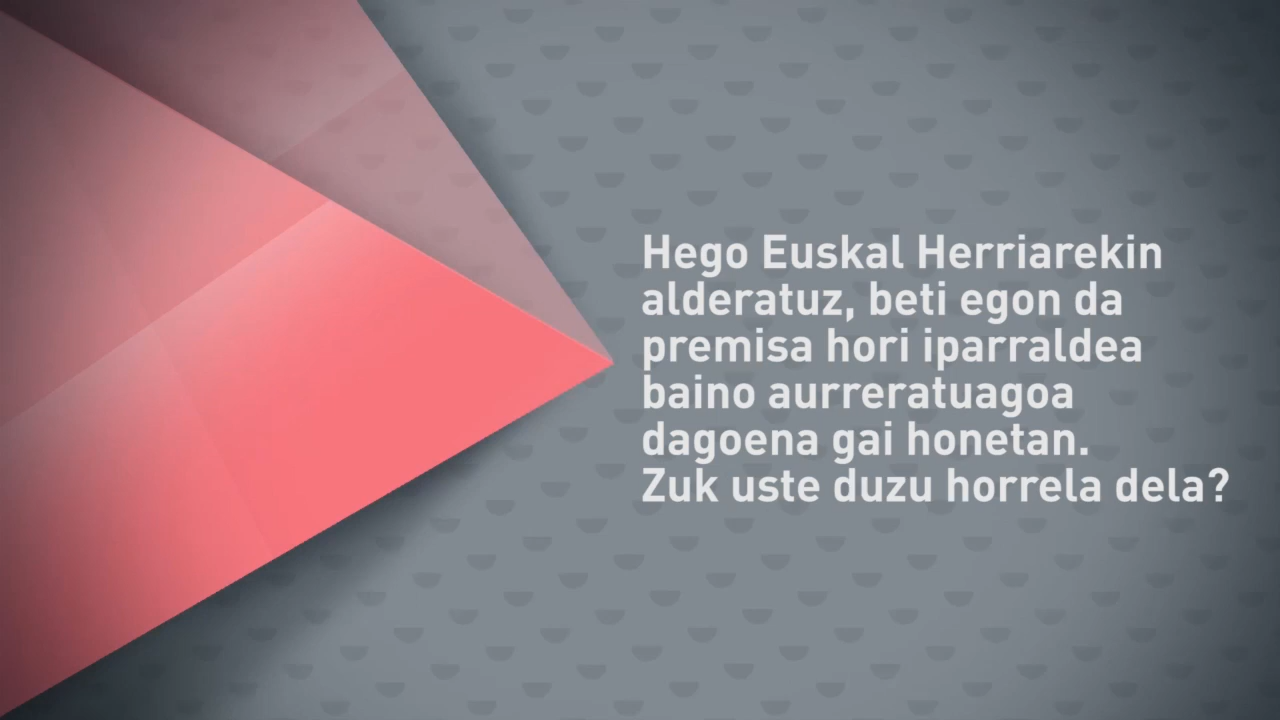 Hego Euskal Herriarekin
alderatuz, beti egon da
premisa hori iparraldea
baino aurreratuagoa
dagoena gai honetan.
Zuk uste duzu horrela dela?